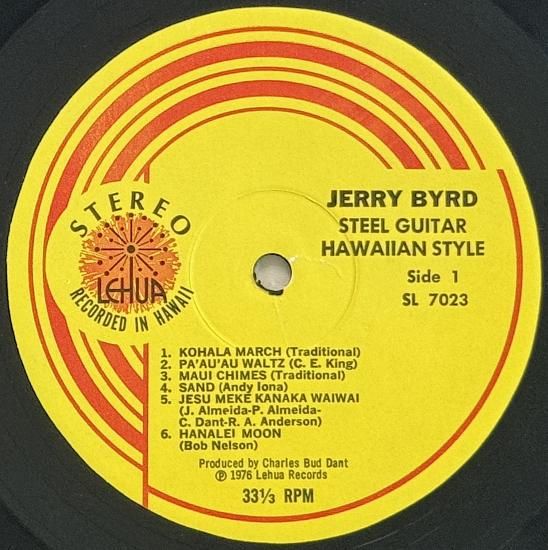 JERRY BYRD
STEEL GUITAR
HAWAIIAN STYLE
Side 1
SL 7023
STEREO
LEHUA
RECORDED IN HAWAII
1. KOHALA MARCH (Traditional)
2. PA'AU'AU WALTZ (C. E. King)
3. MAUI CHIMES (Traditional)
4. SAND (Andy Iona)
5. JESU MEKE KANAKA WAIWAI
(J. Almeida-P. Almeida-
C. Dant-R. A. Anderson)
6. HANALEI MOON
(Bob Nelson)
Produced by Charles Bud Dant
℗ 1976 Lehua Records
33⅓ RPM